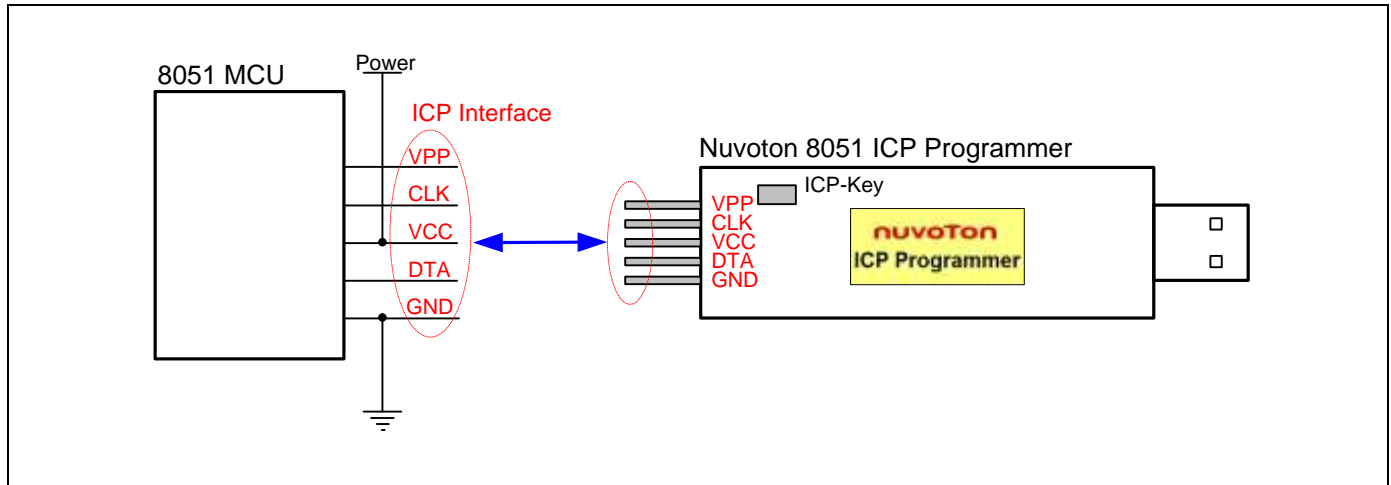 Power
8051 MCU
ICP Interface
VPP
CLK
VCC
DTA
GND
Nuvoton 8051 ICP Programmer
ICP-Key
VPP
CLK
VCC
DTA
GND
nuvoTon
ICP Programmer